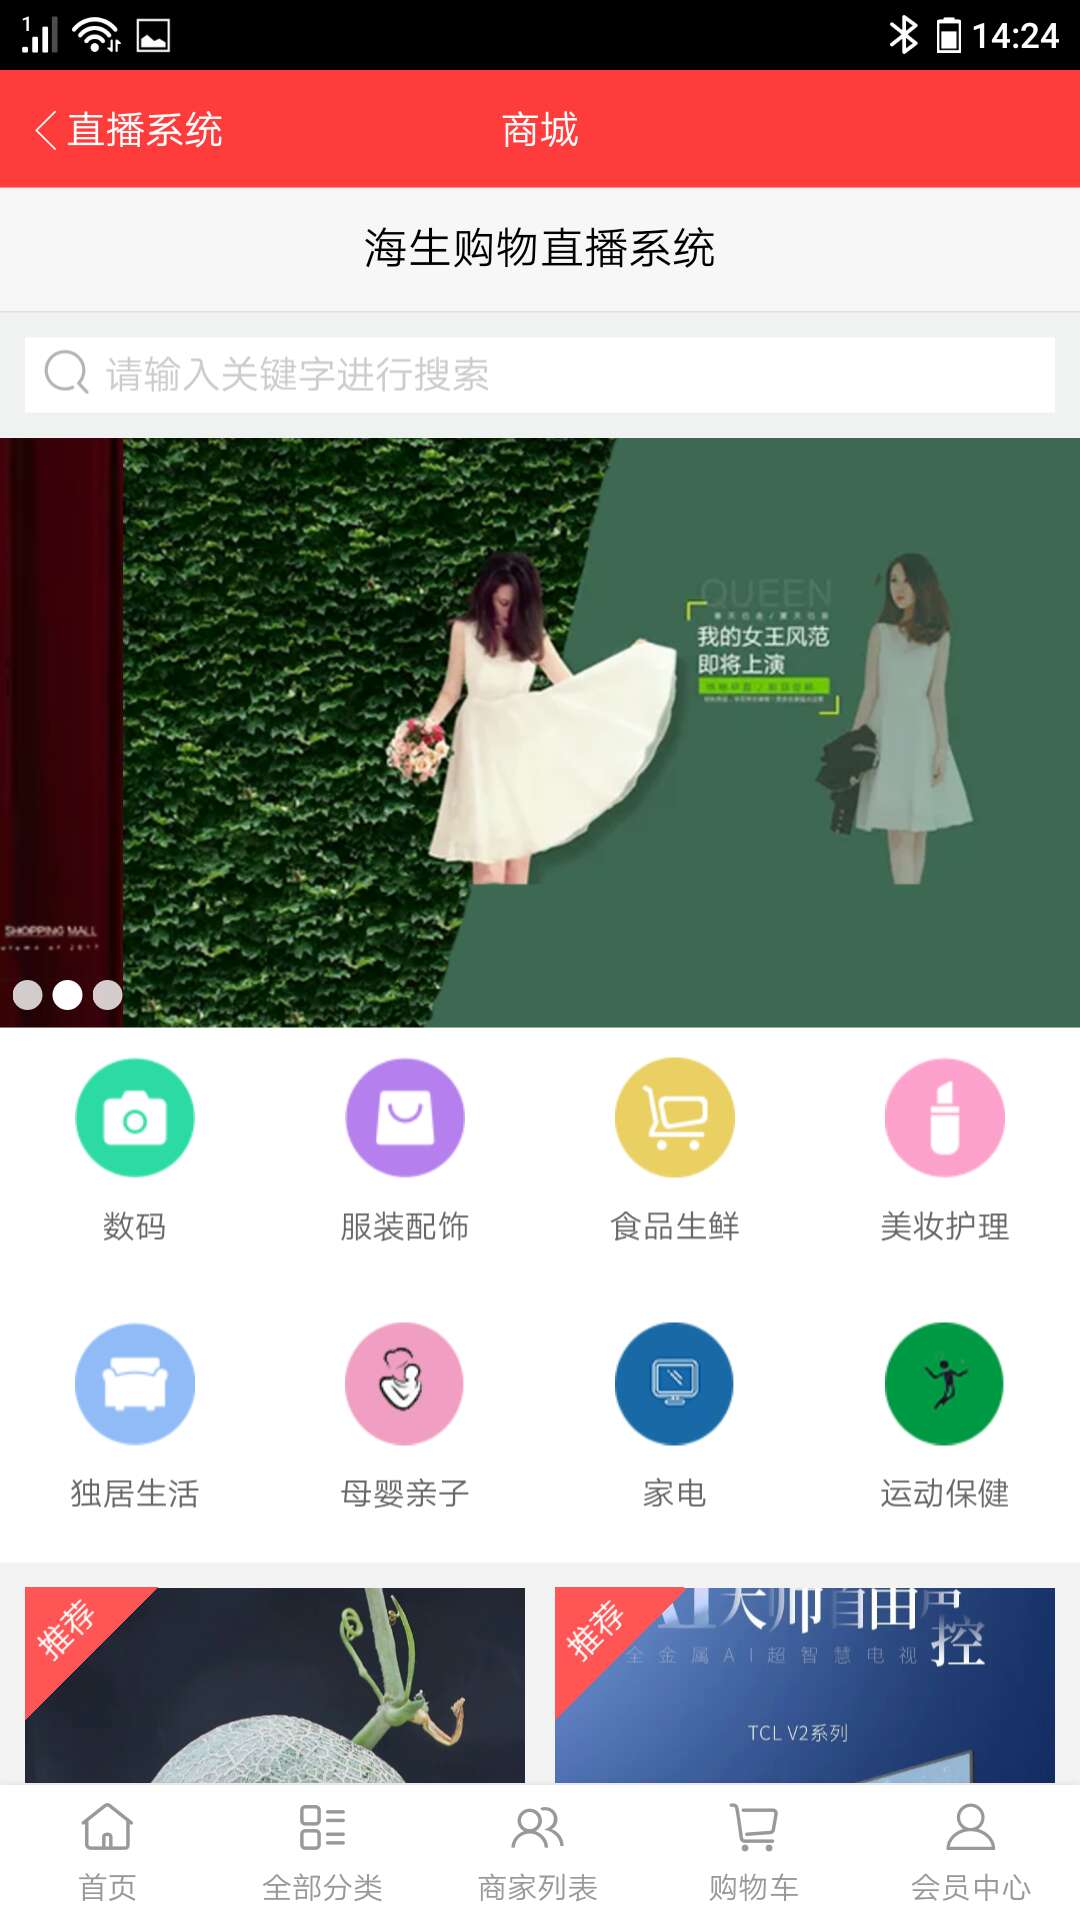 1
14:24
直播系统
商城
海生购物直播系统
请输入关键字进行搜索
QUEEN
我的女王风范
即将上演
SHOPPING MALL
数码
服装配饰
食品生鲜
美妆护理
独居生活
母婴亲子
家电
运动保健
推荐
推荐
大师自由声
控
全金属AI超智慧电视
TCL V2系列
首页
全部分类
商家列表
购物车
会员中心